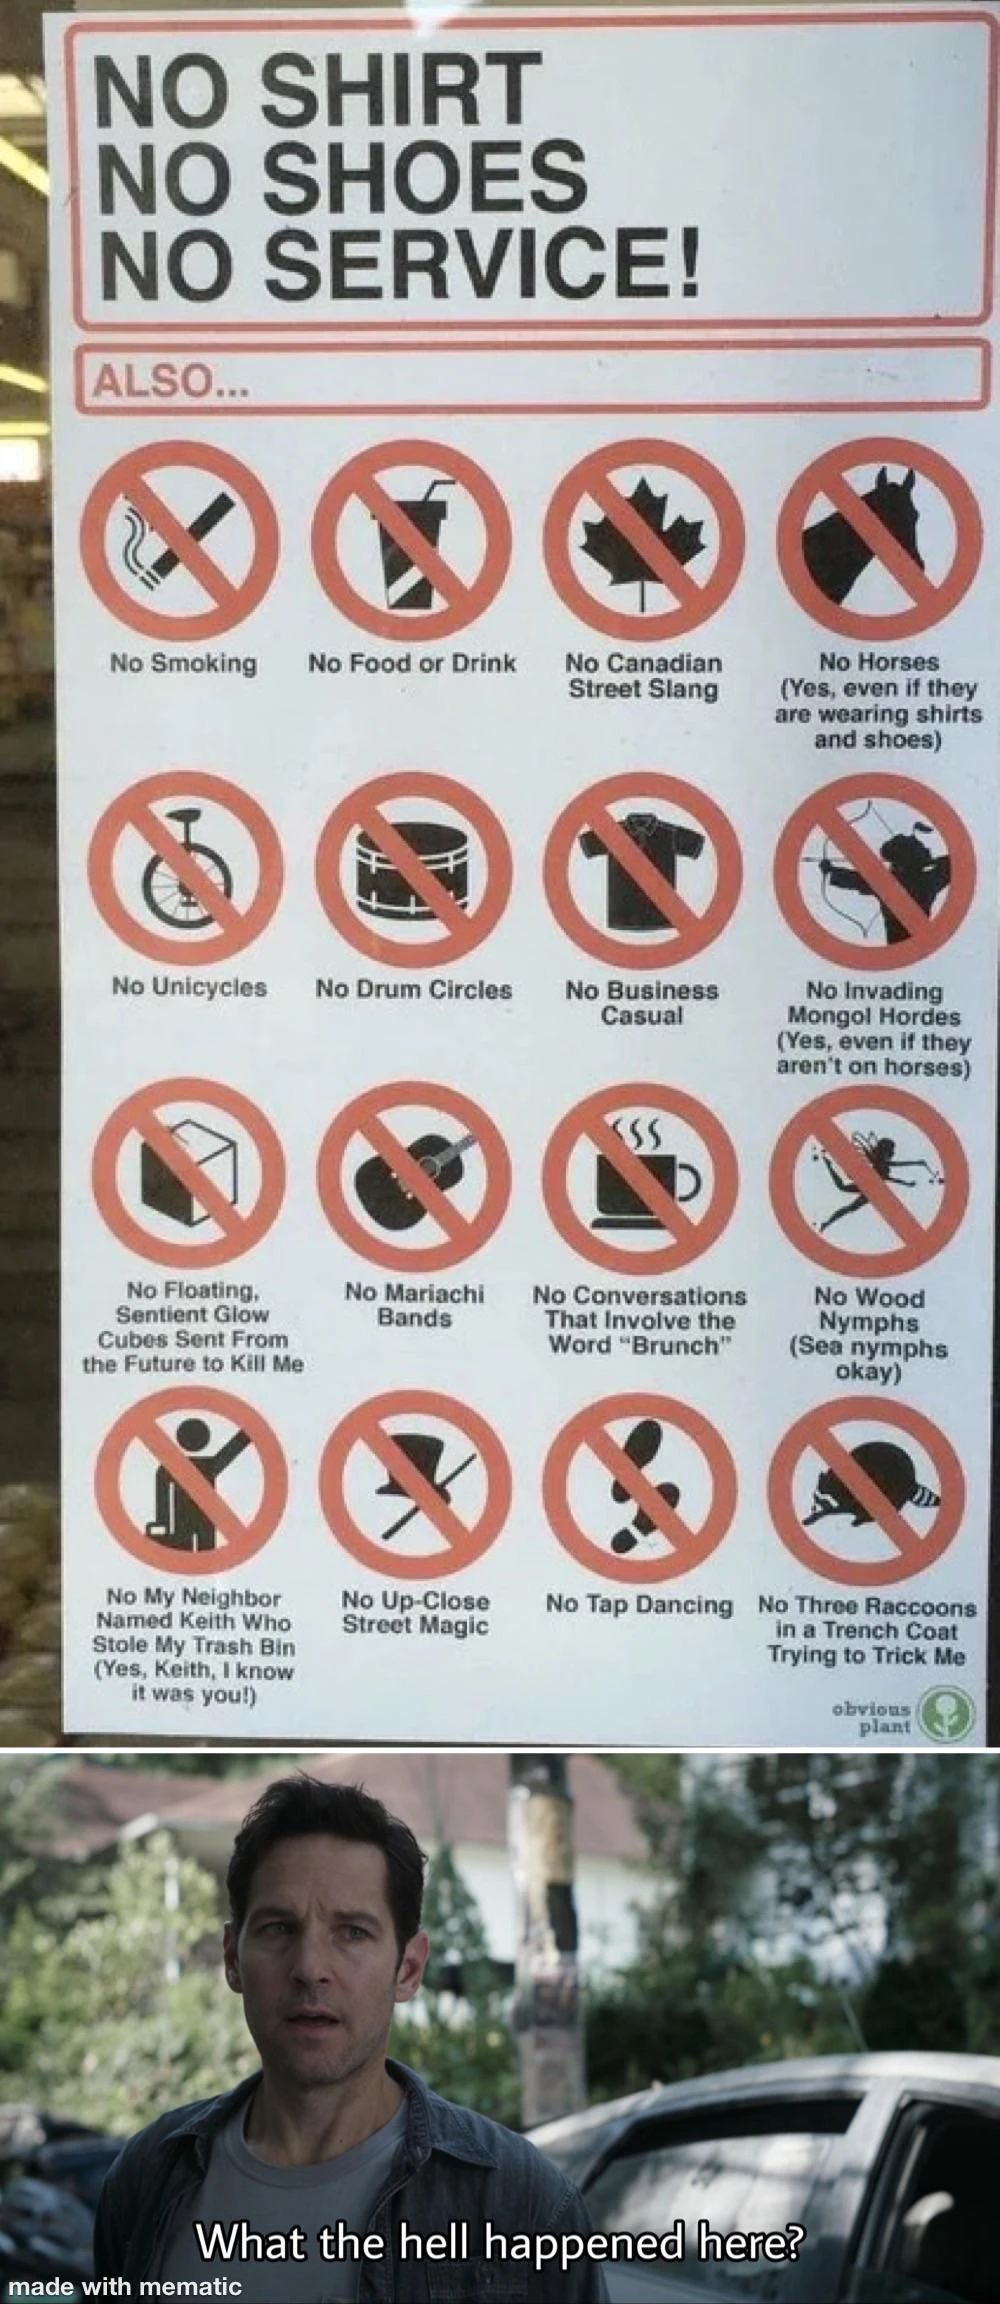 NO SHIRT
NO SHOES
NO SERVICE!
ALSO...
No Smoking
No Food or Drink
No Canadian
Street Slang
No Horses
(Yes, even if they
are wearing shirts
and shoes)
No Unicycles
No Drum Circles
No Business
Casual
No Invading
Mongol Hordes
(Yes, even if they
aren't on horses)
No Floating,
Sentient Glow
Cubes Sent From
the Future to Kill Me
No Mariachi
Bands
No Conversations
That Involve the
Word “Brunch”
No Wood
Nymphs
(Sea nymphs
okay)
No My Neighbor
Named Keith Who
Stole My Trash Bin
(Yes, Keith, I know
it was you!)
No Up-Close
Street Magic
No Tap Dancing
No Three Raccoons
in a Trench Coat
Trying to Trick Me
obvious
plant
What the hell happened here?
made with mematic